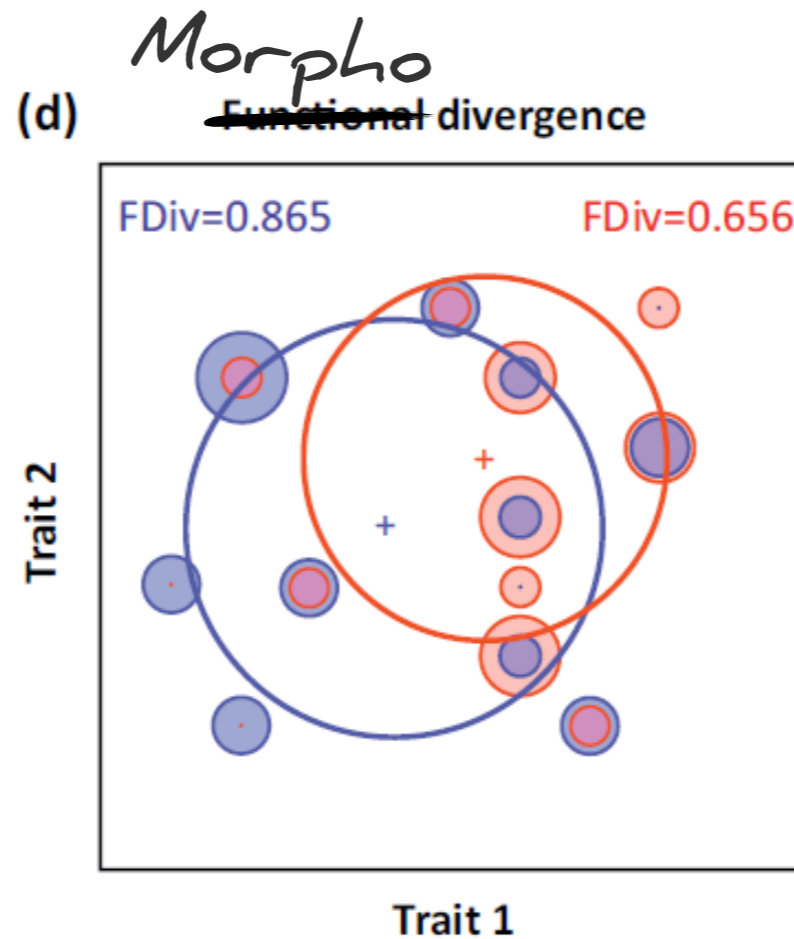 Morpho
(d) Functional divergence
FDiv=0.865 FDiv=0.656
Trait 2
Trait 1